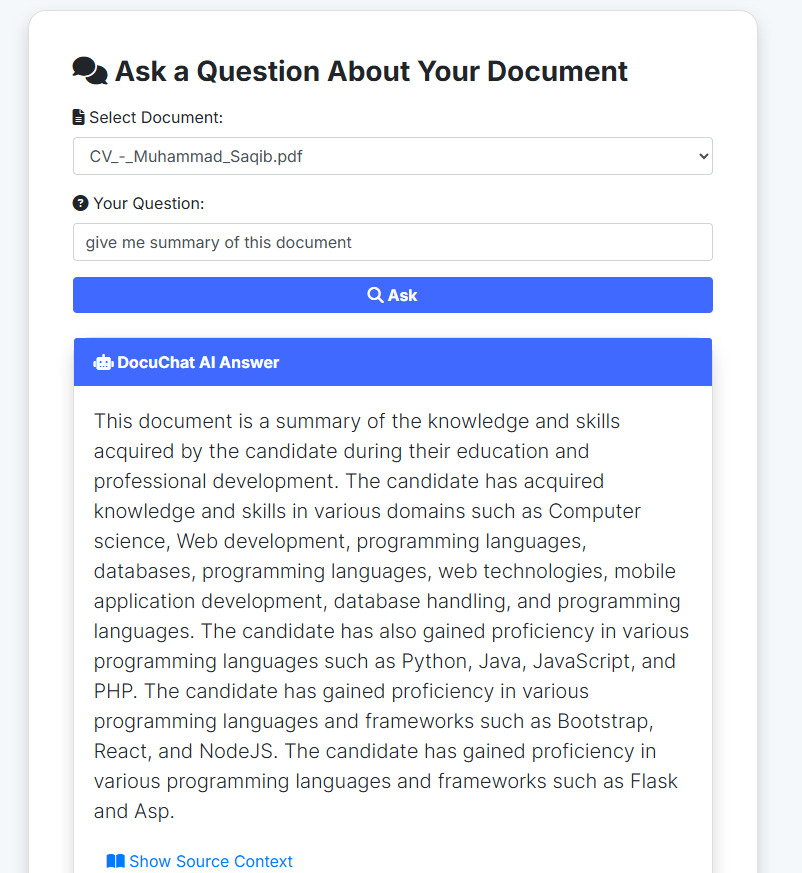 Ask a Question About Your Document
Select Document:
CV_-_Muhammad_Saqib.pdf
Your Question:
give me summary of this document
Ask
DocuChat AI Answer
This document is a summary of the knowledge and skills
acquired by the candidate during their education and
professional development. The candidate has acquired
knowledge and skills in various domains such as Computer
science, Web development, programming languages,
databases, programming languages, web technologies, mobile
application development, database handling, and programming
languages. The candidate has also gained proficiency in various
programming languages such as Python, Java, JavaScript, and
PHP. The candidate has gained proficiency in various
programming languages and frameworks such as Bootstrap,
React, and NodeJS. The candidate has gained proficiency in
various programming languages and frameworks such as Flask
and Asp.
Show Source Context